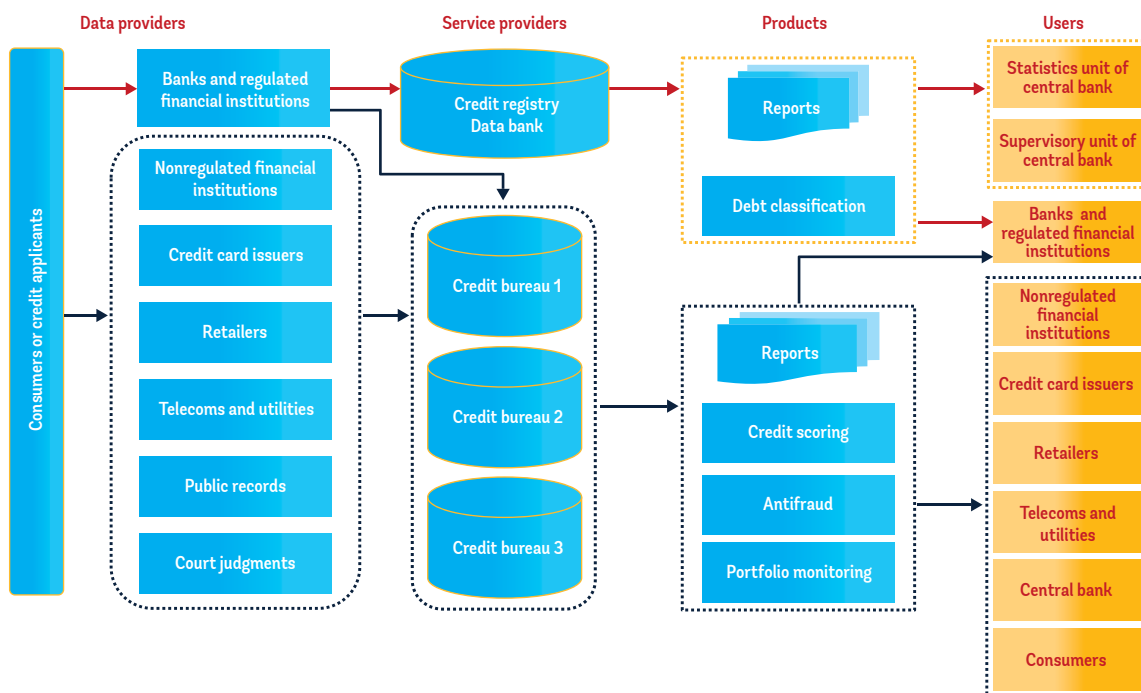 Data providers
Service providers
Products
Users
Consumers or credit applicants
Banks and regulated
financial institutions
Nonregulated financial
institutions
Credit card issuers
Retailers
Telecoms and utilities
Public records
Court judgments
Credit registry
Data bank
Credit bureau 1
Credit bureau 2
Credit bureau 3
Reports
Debt classification
Reports
Credit scoring
Antifraud
Portfolio monitoring
Statistics unit of
central bank
Supervisory unit of
central bank
Banks and
regulated financial
institutions
Nonregulated
financial
institutions
Credit card issuers
Retailers
Telecoms and
utilities
Central bank
Consumers